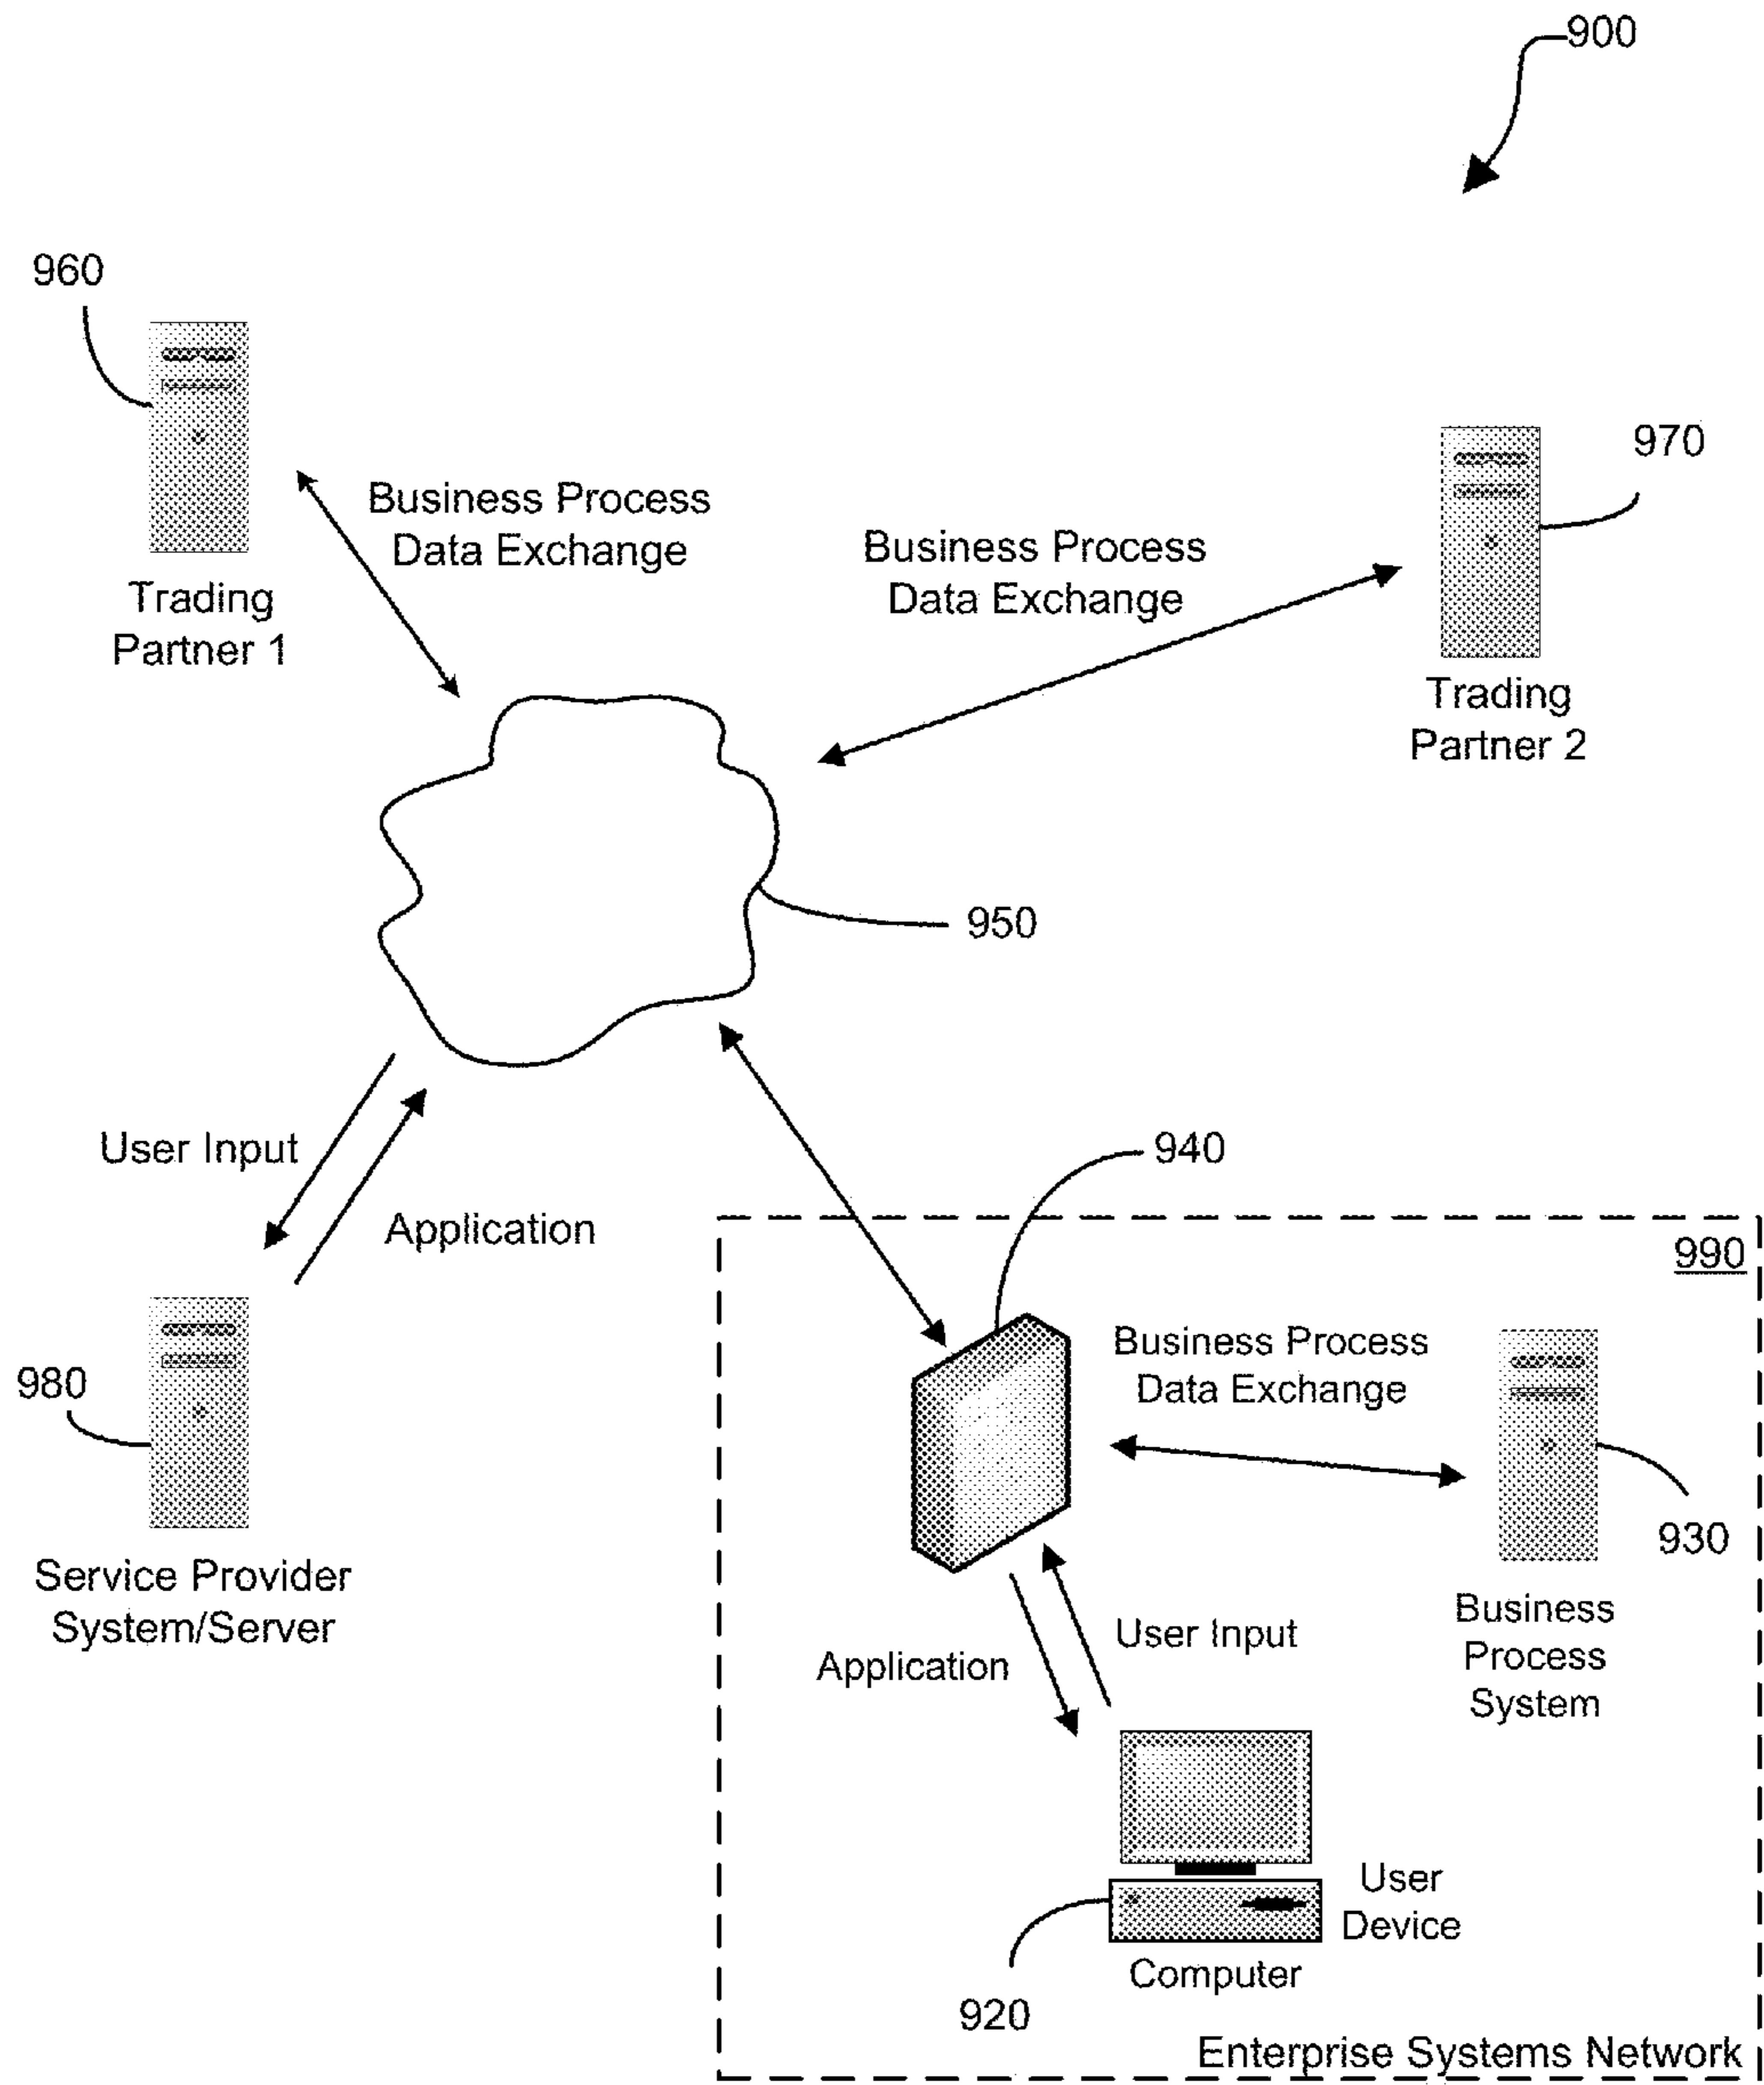 900
960
970
Business Process
Data Exchange
Business Process
Data Exchange
Trading
Partner 1
Trading
Partner 2
950
User Input
940
Application
990
Business Process
Data Exchange
980
930
Service Provider
System/Server
Business
Process
System
User Input
Application
User
Device
Computer
920
Enterprise Systems Network